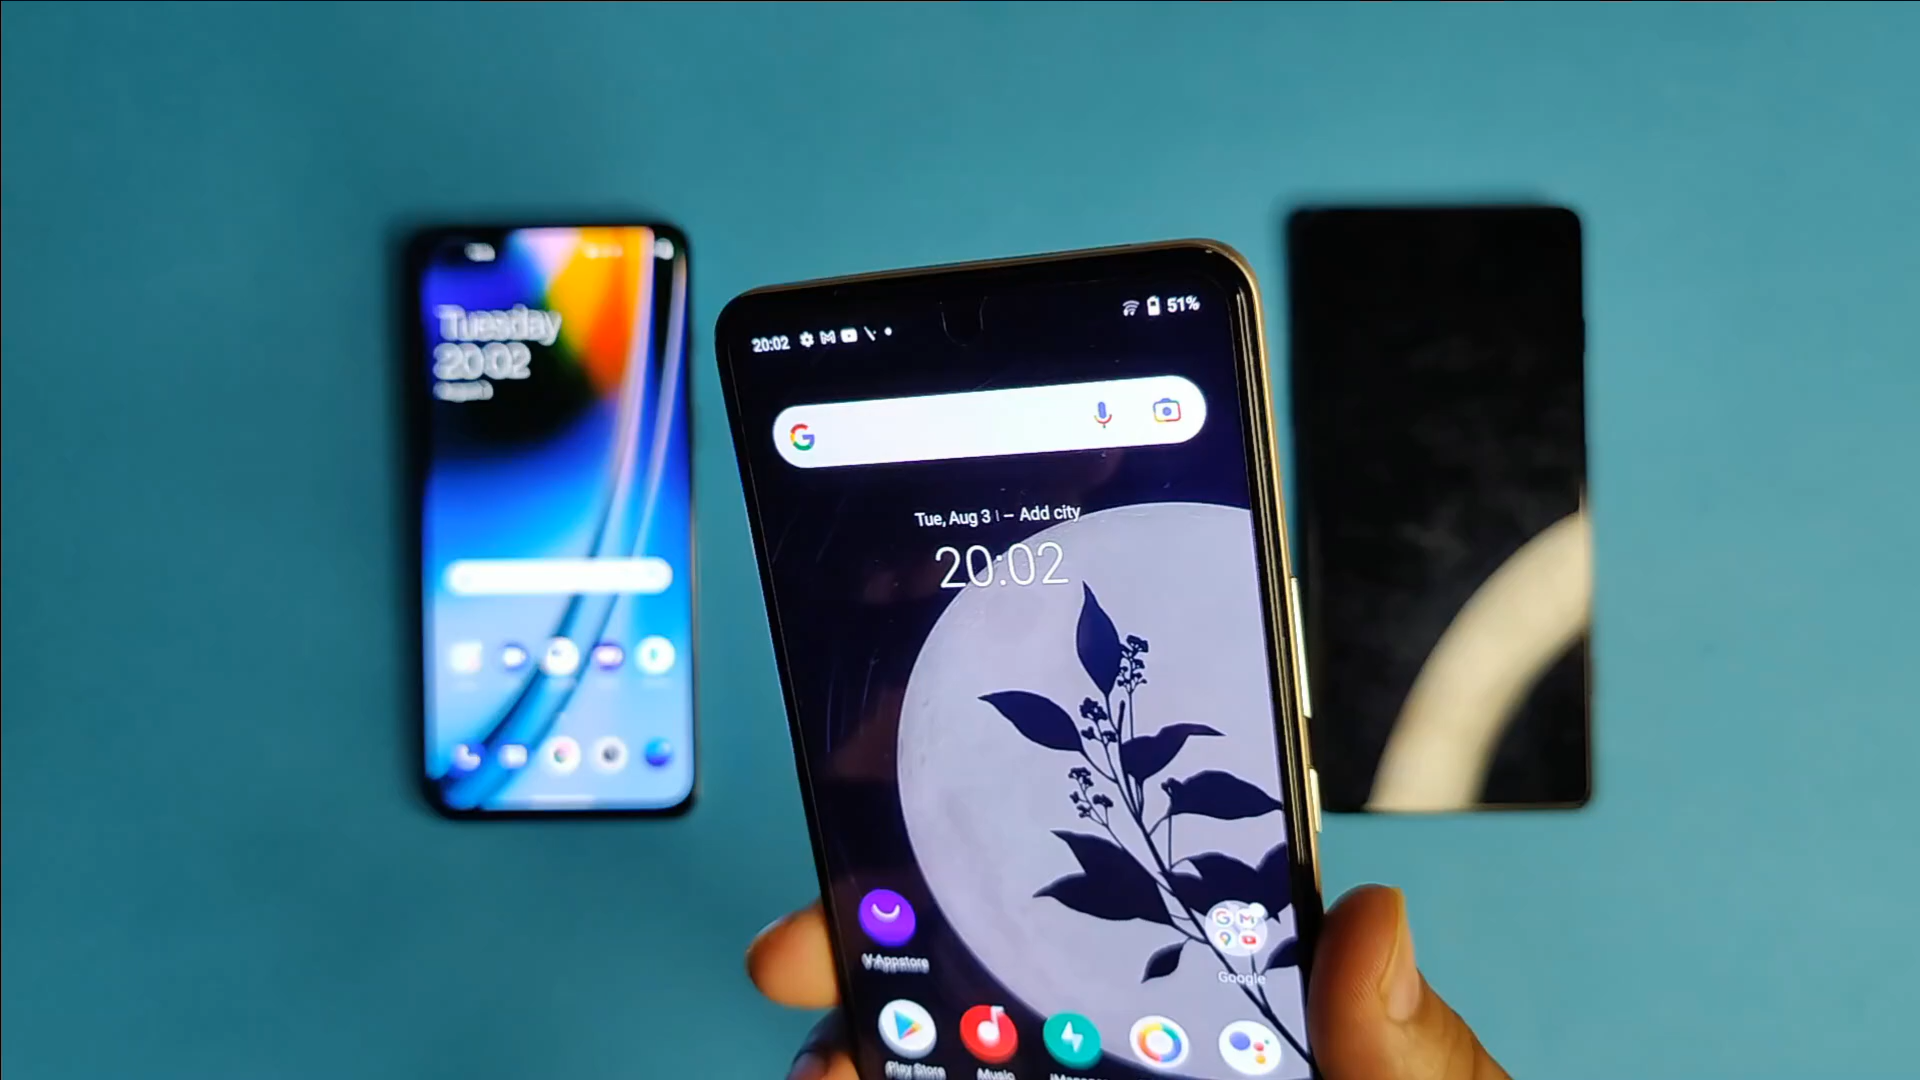 Tuesday
20:02
20:02
51%
Tue, Aug 3 | – Add city
20:02
V-Appstore
Google
Play Store
Music